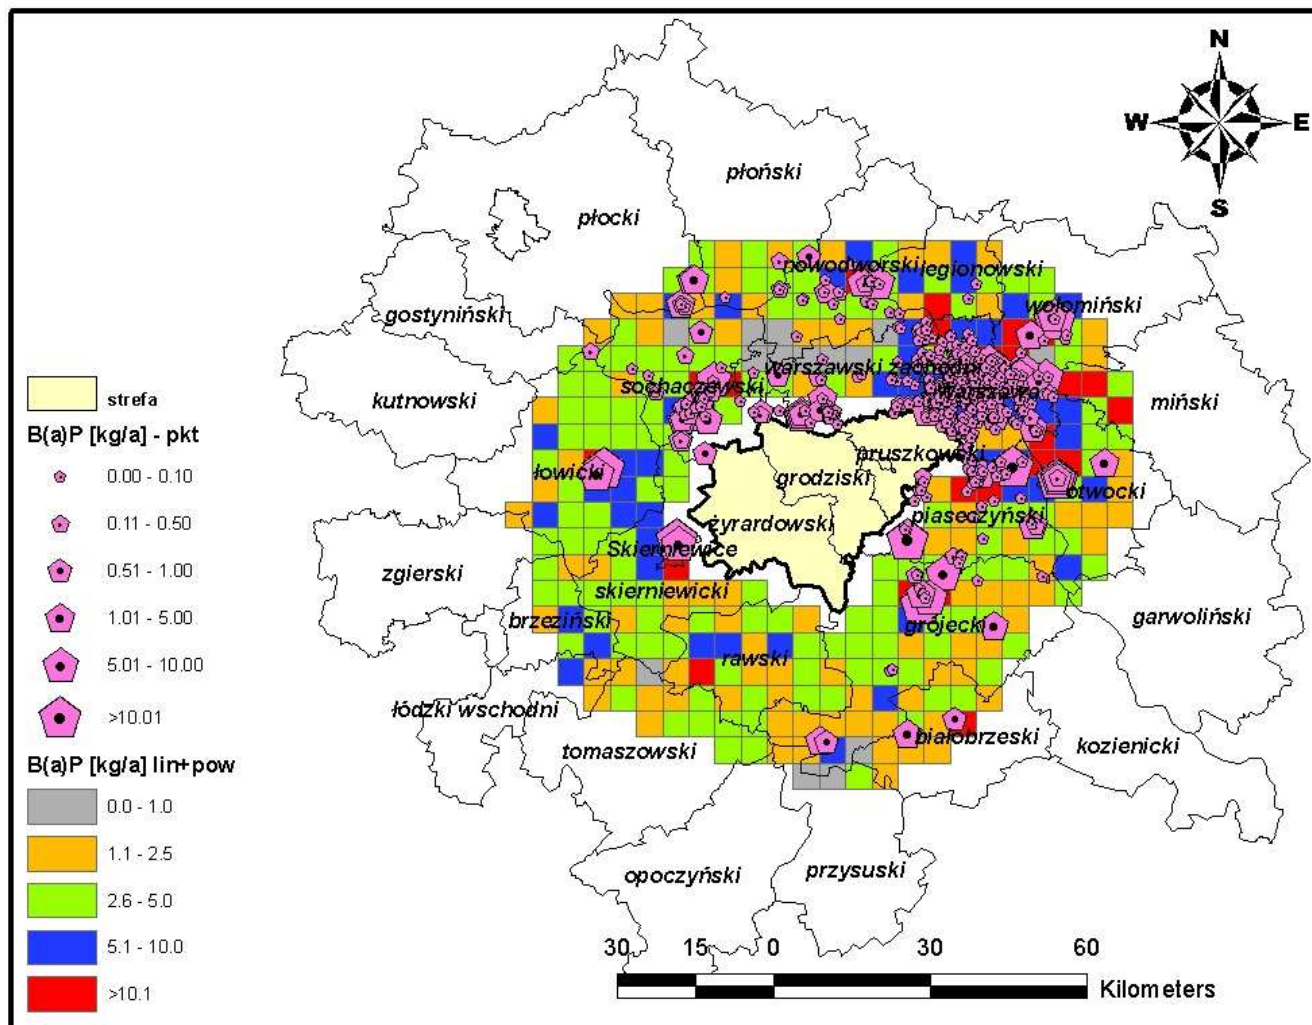 N
W E
S
płoński
płocki
nowodworski
legionowski
wołomiński
gostyniński
warszawski zachodni
sochaczewski
Warszawa
kutnowski
miński
pruszkowski
grodziski
łowicki
otwocki
piaseczyński
żyrardowski
Skierniewice
zgierski
skierniewicki
brzeziński
grójecki
garwoliński
rawski
łódzki wschodni
tomaszowski
białobrzeski
kozienicki
opoczyński
przysuski
strefa
B(a)P [kg/a] - pkt
0.00 - 0.10
0.11 - 0.50
0.51 - 1.00
1.01 - 5.00
5.01 - 10.00
>10.01
B(a)P [kg/a] lin+pow
0.0 - 1.0
1.1 - 2.5
2.6 - 5.0
5.1 - 10.0
>10.1
30 15 0 30 60
Kilometers